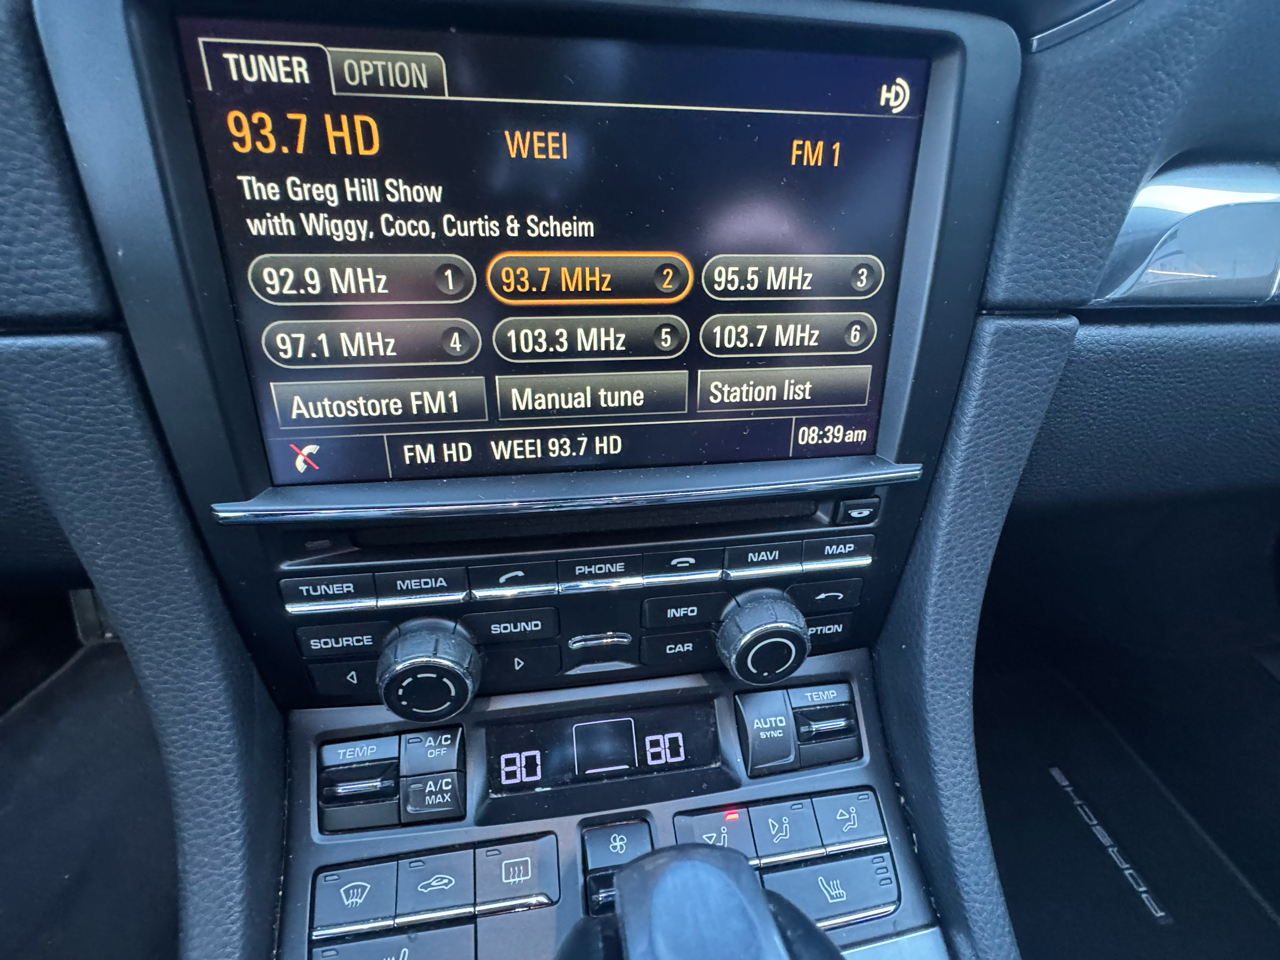 TUNER OPTION HD
93.7 HD WEEI FM 1
The Greg Hill Show
with Wiggy, Coco, Curtis & Scheim
92.9 MHz 1 93.7 MHz 2 95.5 MHz 3
97.1 MHz 4 103.3 MHz 5 103.7 MHz 6
Autostore FM1 Manual tune Station list
FM HD WEEI 93.7 HD 08:39am
TUNER MEDIA PHONE NAVI MAP
SOURCE SOUND INFO
CAR PTION
TEMP A/C OFF 80 80 AUTO SYNC TEMP
A/C MAX
PORSCHE